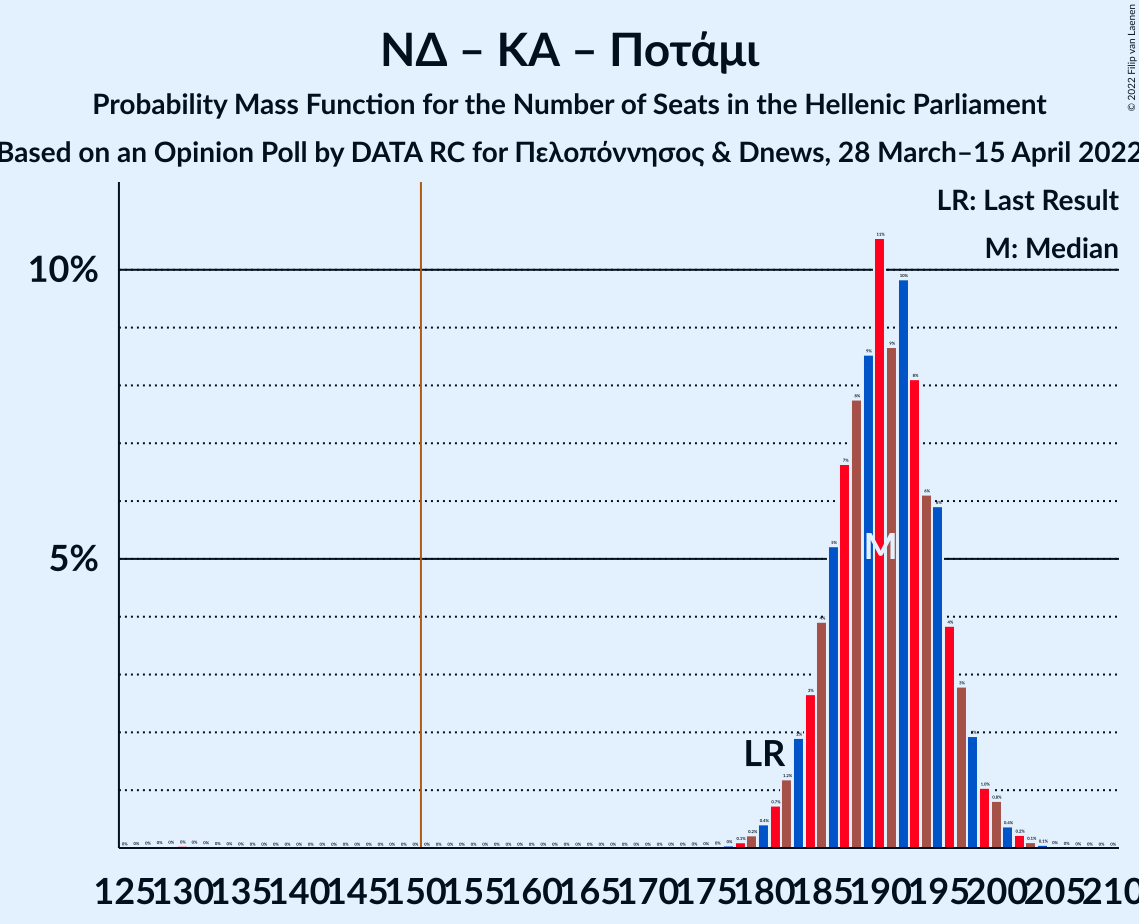 ΝΔ – ΚΑ – Ποτάμι
Probability Mass Function for the Number of Seats in the Hellenic Parliament
Based on an Opinion Poll by DATA RC for Πελοπόννησος & Dnews, 28 March–15 April 2022
© 2022 Filip van Laenen
LR: Last Result
M: Median
10%
5%
LR
M
125 130 135 140 145 150 155 160 165 170 175 180 185 190 195 200 205 210